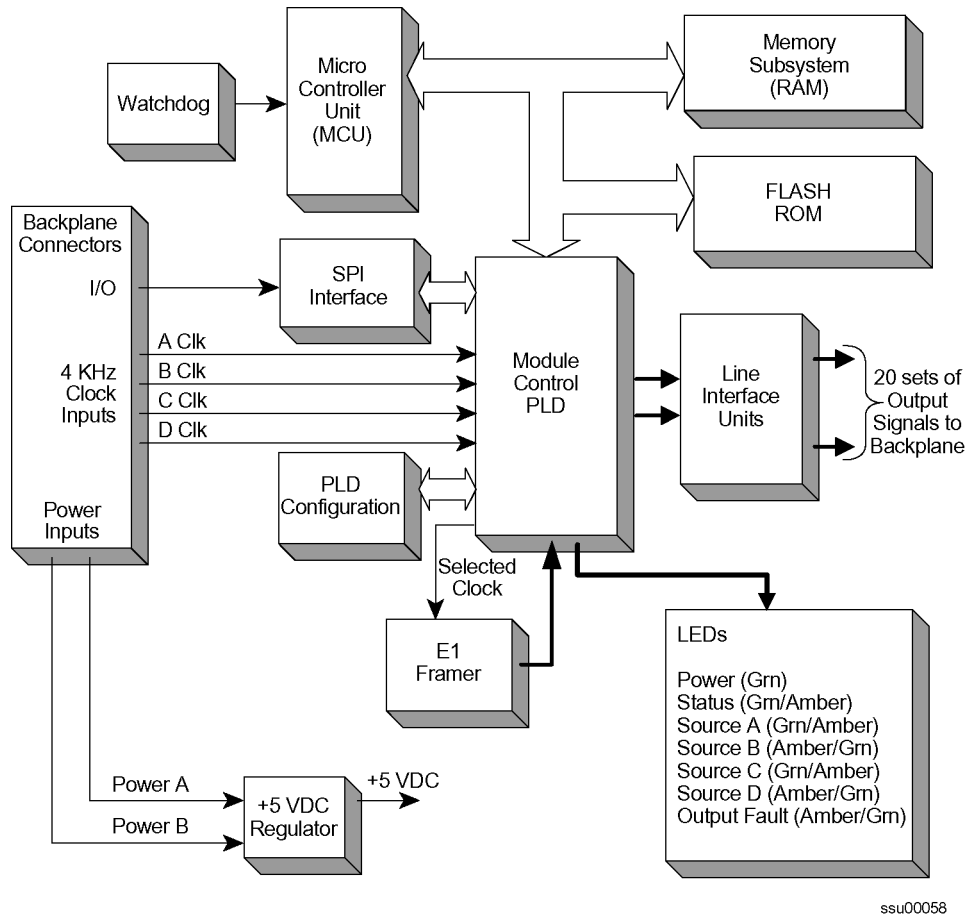 Watchdog
Micro
Controller
Unit
(MCU)
Memory
Subsystem
(RAM)
FLASH
ROM
Backplane
Connectors
I/O
4 KHz
Clock
Inputs
Power
Inputs
SPI
Interface
A Clk
B Clk
C Clk
D Clk
PLD
Configuration
Module
Control
PLD
Line
Interface
Units
20 sets of
Output
Signals to
Backplane
Selected
Clock
E1
Framer
LEDs
Power (Grn)
Status (Grn/Amber)
Source A (Grn/Amber)
Source B (Amber/Grn)
Source C (Grn/Amber)
Source D (Amber/Grn)
Output Fault (Amber/Grn)
Power A
Power B
+5 VDC
Regulator
+5 VDC
ssu00058